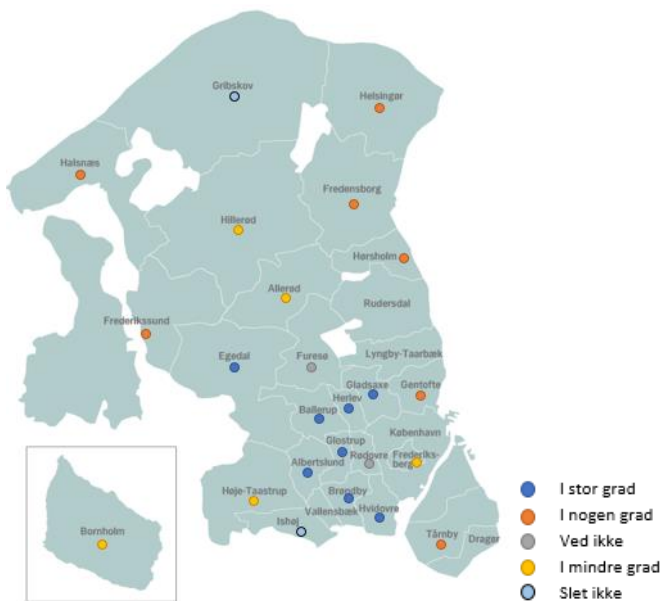 Gribskov
Helsingør
Halsnæs
Fredensborg
Hillerød
Hørsholm
Allerød
Rudersdal
Frederikssund
Egedal
Furesø
Lyngby-Taarbæk
Gladsaxe
Gentofte
Herlev
Ballerup
København
Glostrup
Rødovre
Frederiks-
berg
Albertslund
Høje-Taastrup
Brøndby
Vallensbæk
Hvidovre
Ishøj
Bornholm
Tårnby
Dragør
I stor grad
I nogen grad
Ved ikke
I mindre grad
Slet ikke